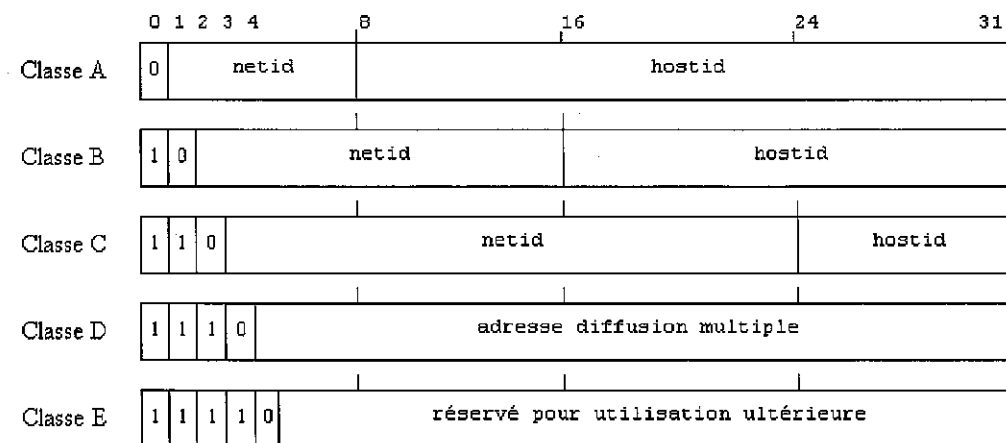 0 1 2 3 4 8 16 24 31
Classe A 0 netid hostid
Classe B 1 0 netid hostid
Classe C 1 1 0 netid hostid
Classe D 1 1 1 0 adresse diffusion multiple
Classe E 1 1 1 1 0 réservé pour utilisation ultérieure